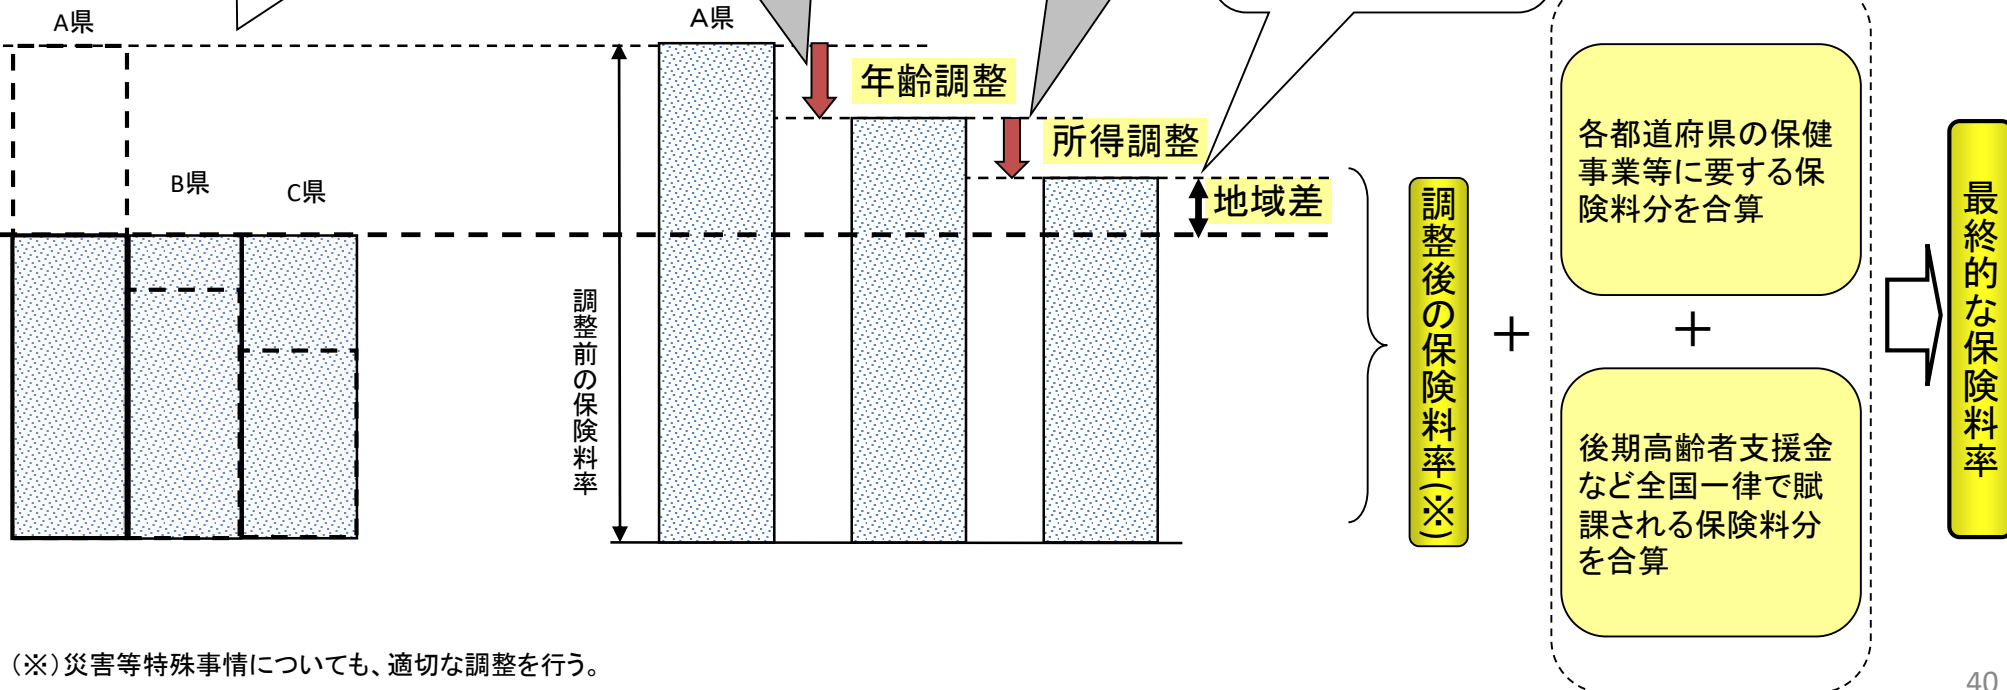 A県
B県
C県
A県
調整前の保険料率
年齢調整
所得調整
地域差
調整後の保険料率(※)
＋
各都道府県の保健
事業等に要する保
険料分を合算
＋
後期高齢者支援金
など全国一律で賦
課される保険料分
を合算
最終的な保険料率
(※)災害等特殊事情についても、適切な調整を行う。
40